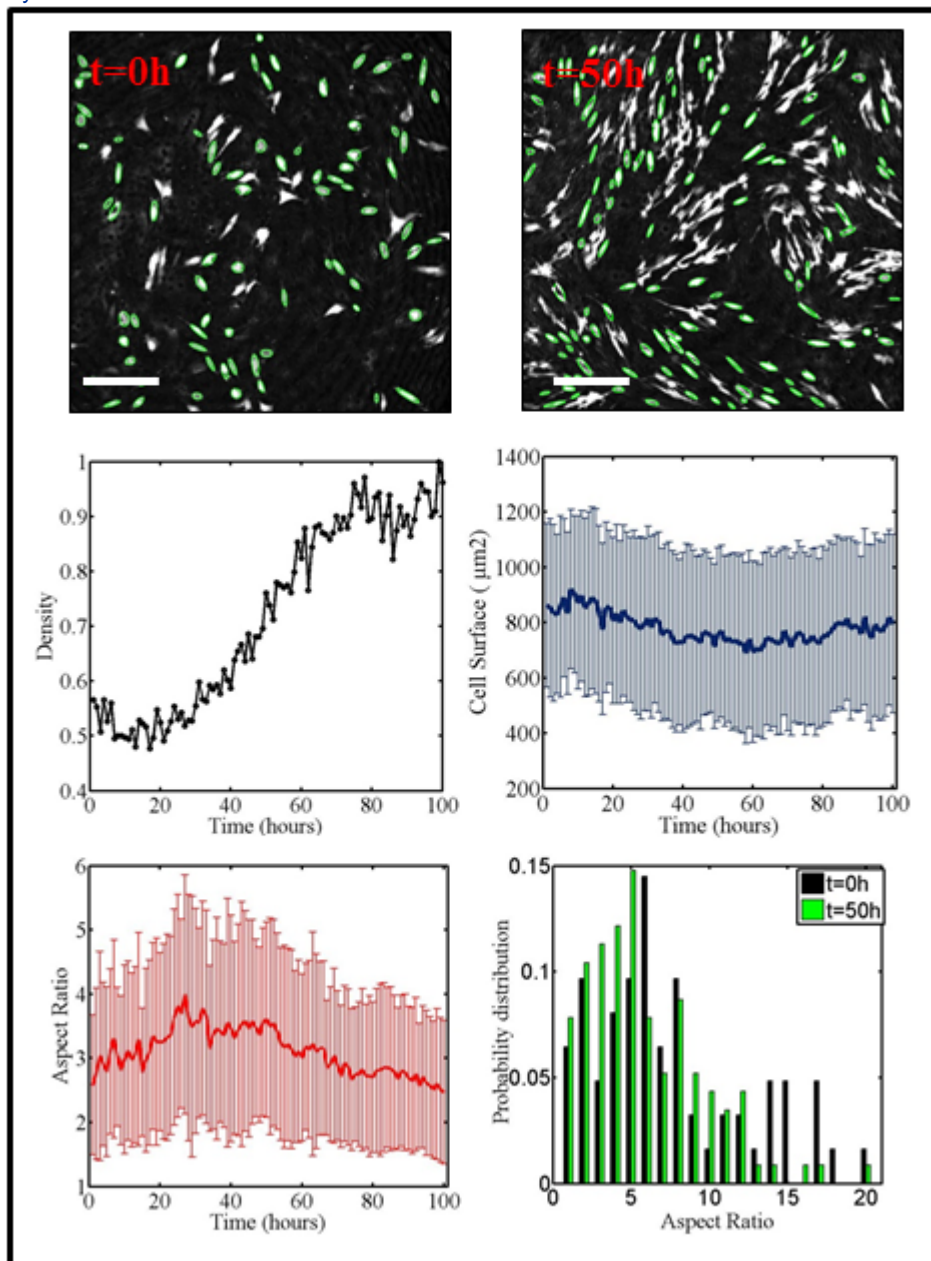 t=0h
t=50h
1
0.9
0.8
0.7
0.6
0.5
0.4
Density
0 20 40 60 80 100
Time (hours)
1400
1200
1000
800
600
400
200
Cell Surface ( µm2)
0 20 40 60 80 100
Time (hours)
6
5
4
3
2
1
Aspect Ratio
0 20 40 60 80 100
Time (hours)
0.15
0.1
0.05
0
Probability distribution
t=0h
t=50h
0 5 10 15 20
Aspect Ratio